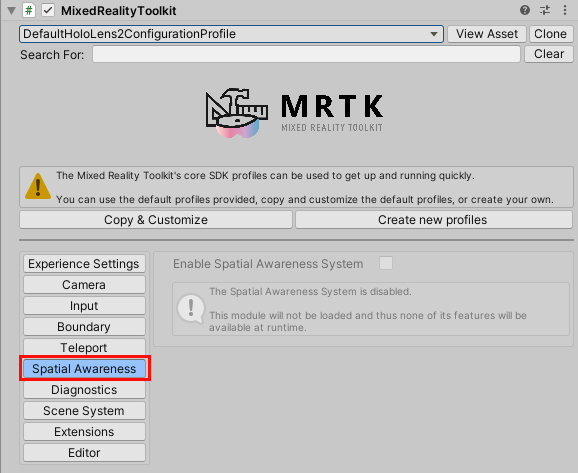 MixedRealityToolkit
DefaultHoloLens2ConfigurationProfile
View Asset
Clone
Search For:
Clear
MRTK
MIXED REALITY TOOLKIT
The Mixed Reality Toolkit's core SDK profiles can be used to get up and running quickly.
You can use the default profiles provided, copy and customize the default profiles, or create your own.
Copy & Customize
Create new profiles
Experience Settings
Camera
Input
Boundary
Teleport
Spatial Awareness
Diagnostics
Scene System
Extensions
Editor
Enable Spatial Awareness System
The Spatial Awareness System is disabled.
This module will not be loaded and thus none of its features will be
available at runtime.